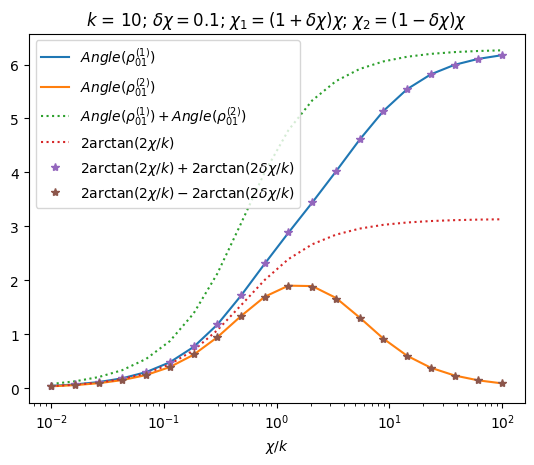 k = 10; δχ = 0.1; χ₁ = (1 + δχ)χ; χ₂ = (1 − δχ)χ
Angle(ρ₀₁⁽¹⁾)
Angle(ρ₀₁⁽²⁾)
Angle(ρ₀₁⁽¹⁾) + Angle(ρ₀₁⁽²⁾)
2arctan(2χ/k)
2arctan(2χ/k) + 2arctan(2δχ/k)
2arctan(2χ/k) − 2arctan(2δχ/k)
6
5
4
3
2
1
0
10⁻² 10⁻¹ 10⁰ 10¹ 10²
χ/k